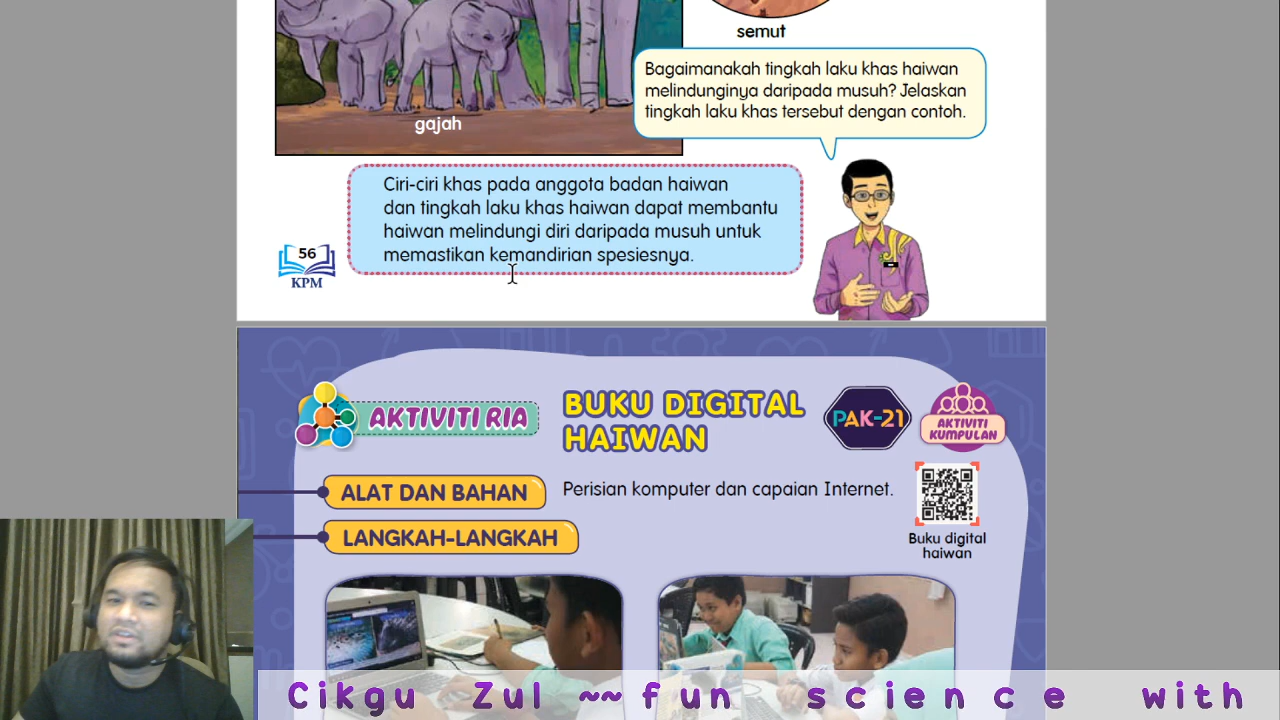 semut
Bagaimanakah tingkah laku khas haiwan
melindunginya daripada musuh? Jelaskan
tingkah laku khas tersebut dengan contoh.
gajah
Ciri-ciri khas pada anggota badan haiwan
dan tingkah laku khas haiwan dapat membantu
haiwan melindungi diri daripada musuh untuk
memastikan kemandirian spesiesnya.
56
KPM
AKTIVITI RIA
BUKU DIGITAL
HAIWAN
PAK-21
AKTIVITI
KUMPULAN
ALAT DAN BAHAN
Perisian komputer dan capaian Internet.
LANGKAH-LANGKAH
Buku digital
haiwan
Cikgu Zul ~~fun science with